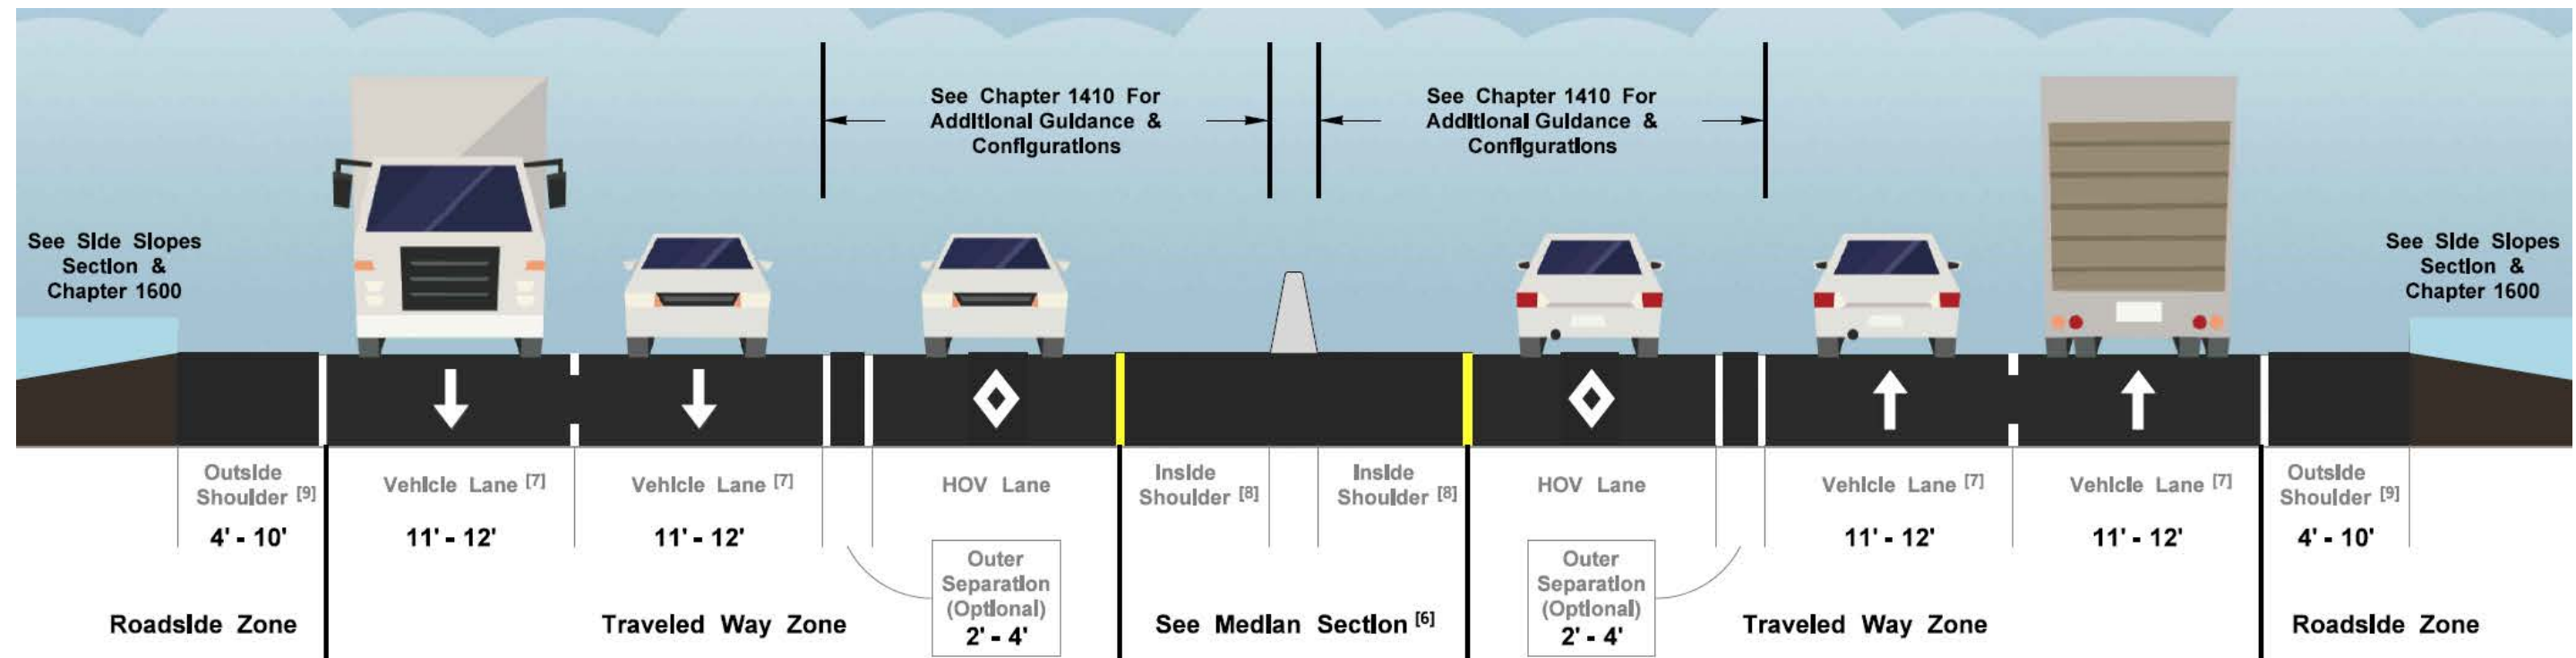 See Chapter 1410 For
Additional Guidance &
Configurations
See Chapter 1410 For
Additional Guidance &
Configurations
See Side Slopes
Section &
Chapter 1600
See Side Slopes
Section &
Chapter 1600
Outside
Shoulder [9]
4' - 10'
Vehicle Lane [7]
11' - 12'
Vehicle Lane [7]
11' - 12'
HOV Lane
Outer
Separation
(Optional)
2' - 4'
Inside
Shoulder [8]
Inside
Shoulder [8]
HOV Lane
Outer
Separation
(Optional)
2' - 4'
Vehicle Lane [7]
11' - 12'
Vehicle Lane [7]
11' - 12'
Outside
Shoulder [9]
4' - 10'
Roadside Zone
Traveled Way Zone
See Median Section [6]
Traveled Way Zone
Roadside Zone